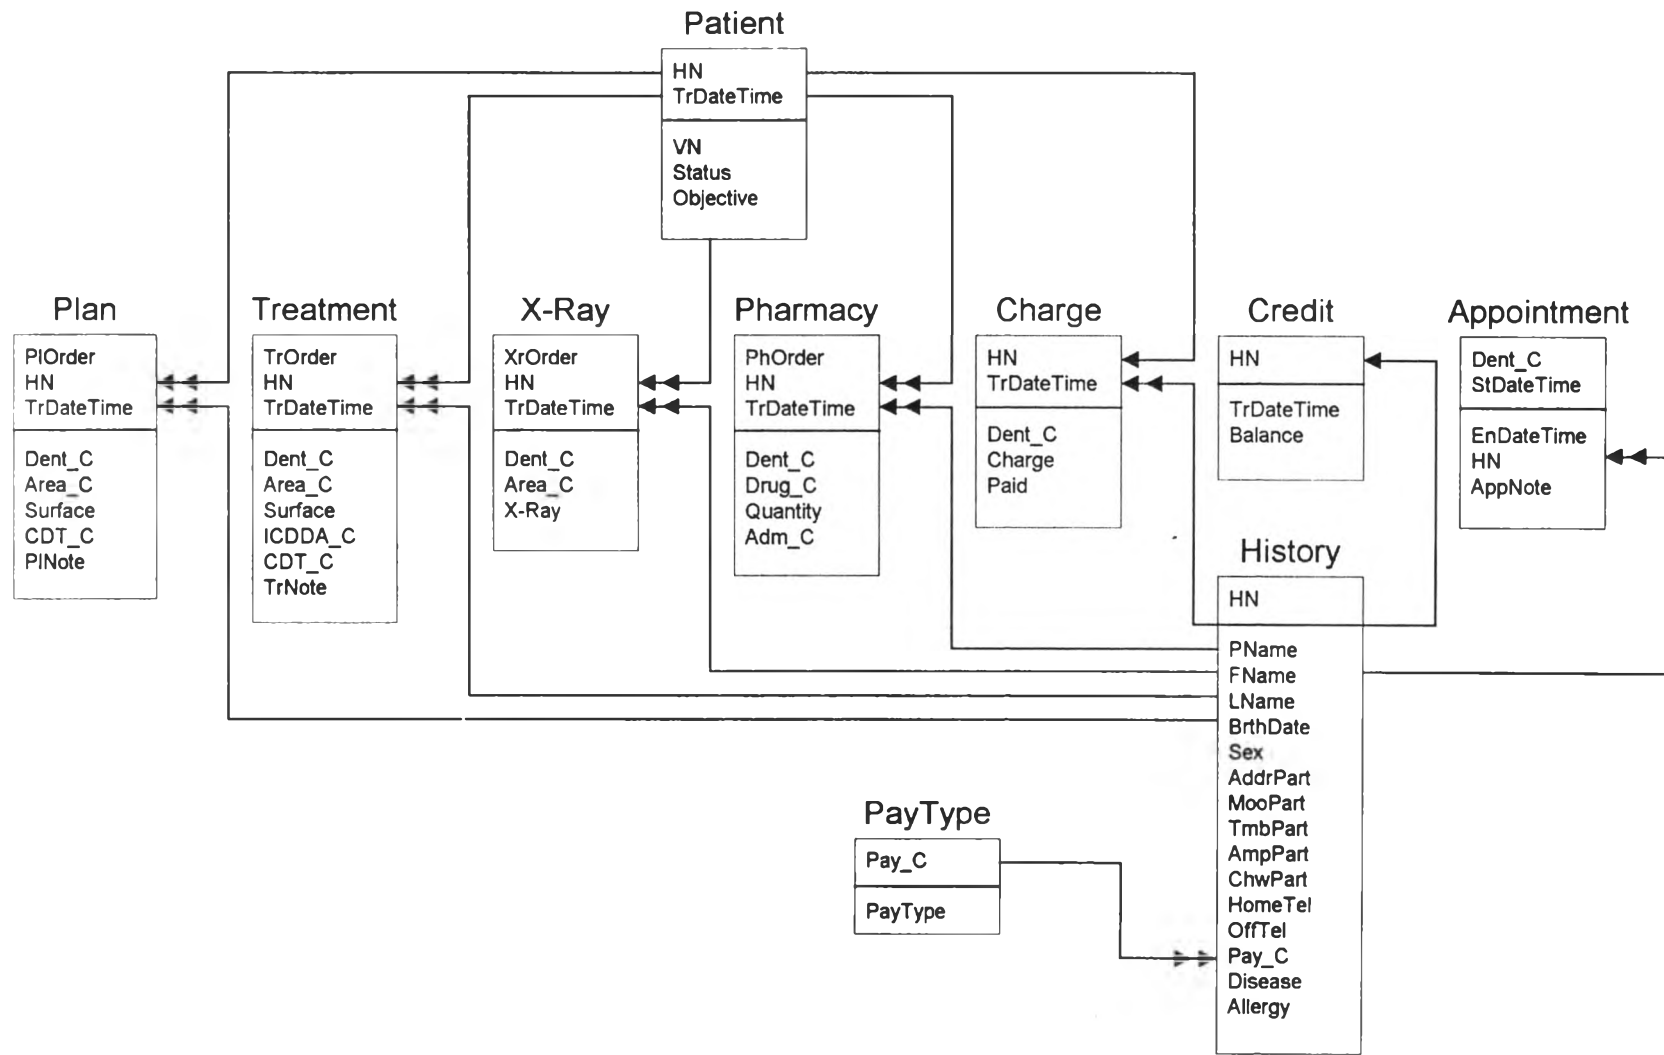 Patient
HN
TrDateTime
VN
Status
Objective
Plan
PlOrder
HN
TrDateTime
Dent_C
Area_C
Surface
CDT_C
PlNote
Treatment
TrOrder
HN
TrDateTime
Dent_C
Area_C
Surface
ICDDA_C
CDT_C
TrNote
X-Ray
XrOrder
HN
TrDateTime
Dent_C
Area_C
X-Ray
Pharmacy
PhOrder
HN
TrDateTime
Dent_C
Drug_C
Quantity
Adm_C
Charge
HN
TrDateTime
Dent_C
Charge
Paid
Credit
HN
TrDateTime
Balance
Appointment
Dent_C
StDateTime
EnDateTime
HN
AppNote
History
HN
PName
FName
LName
BrthDate
Sex
AddrPart
MooPart
TmbPart
AmpPart
ChwPart
HomeTel
OffTel
Pay_C
Disease
Allergy
PayType
Pay_C
PayType